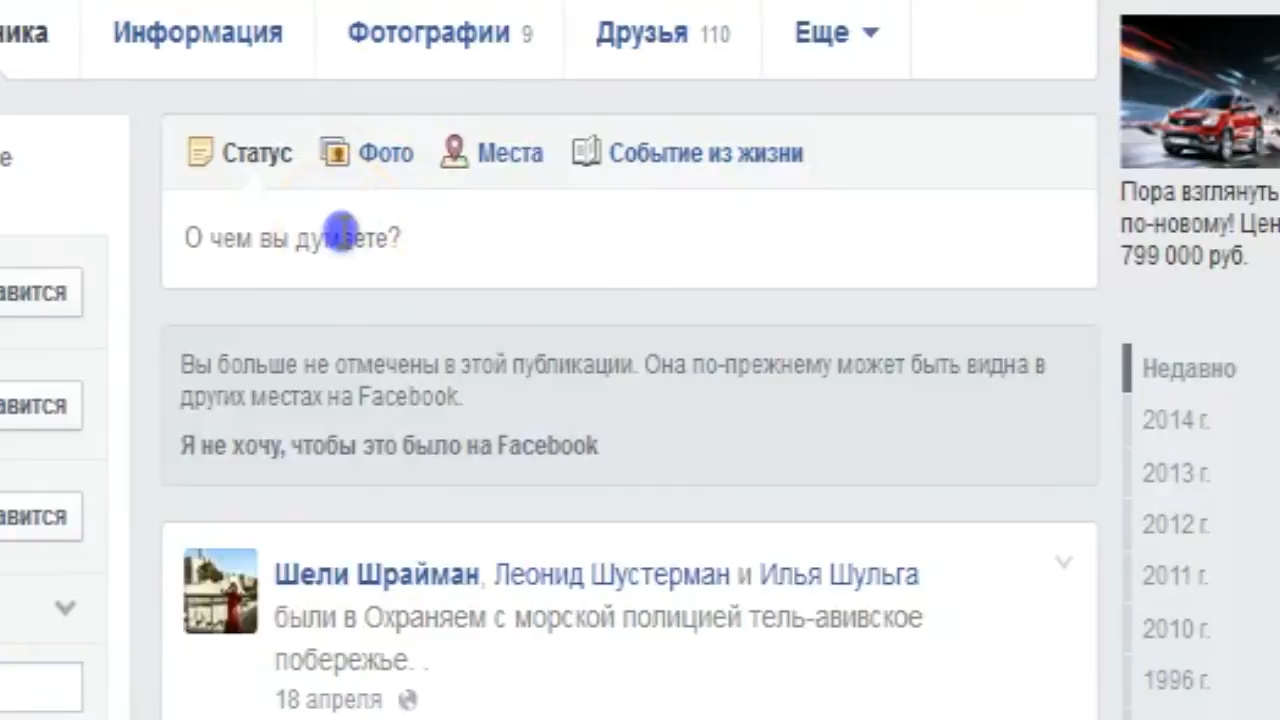 ника Информация Фотографии 9 Друзья 110 Еще
Статус Фото Места Событие из жизни
е
О чем вы думаете?
авится
авится
авится
Вы больше не отмечены в этой публикации. Она по-прежнему может быть видна в
других местах на Facebook.
Я не хочу, чтобы это было на Facebook
Шели Шрайман, Леонид Шустерман и Илья Шульга
были в Охраняем с морской полицией тель-авивское
побережье. .
18 апреля
Пора взглянуть
по-новому! Цен
799 000 руб.
Недавно
2014 г.
2013 г.
2012 г.
2011 г.
2010 г.
1996 г.